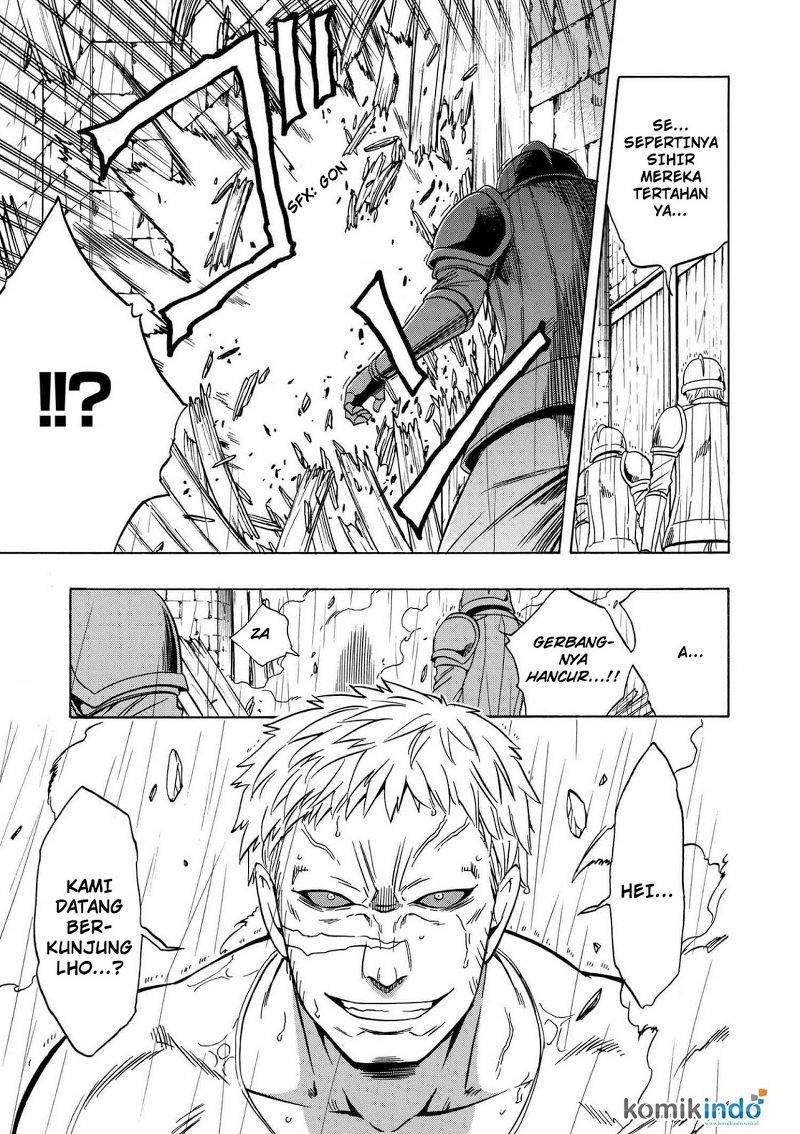 SE...
SEPERTINYA
SIHIR
MEREKA
TERTAHAN
YA...
SFX: GON
!!?
A...
GERBANG-
NYA
HANCUR...!!
ZA
HEI...
KAMI
DATANG
BER-
KUNJUNG
LHO...?
komikindo